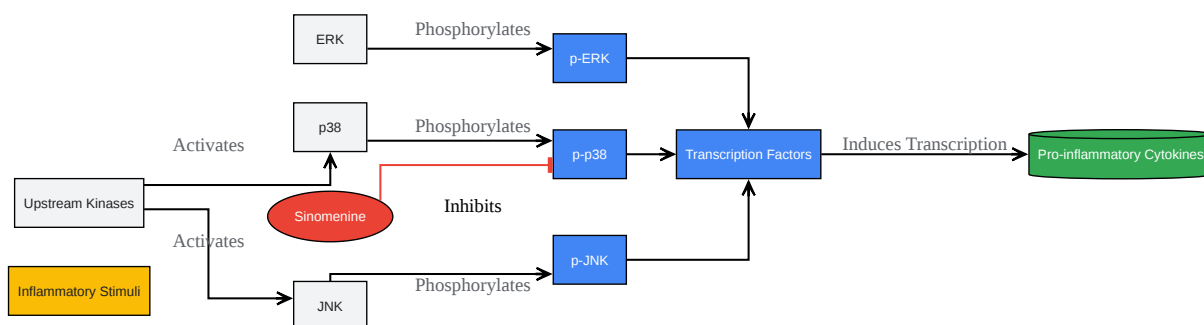 ERK
Phosphorylates
p-ERK
p38
Phosphorylates
p-p38
Activates
Transcription Factors
Induces Transcription
Pro-inflammatory Cytokines
Upstream Kinases
Sinomenine
Inhibits
Activates
p-JNK
Inflammatory Stimuli
JNK
Phosphorylates